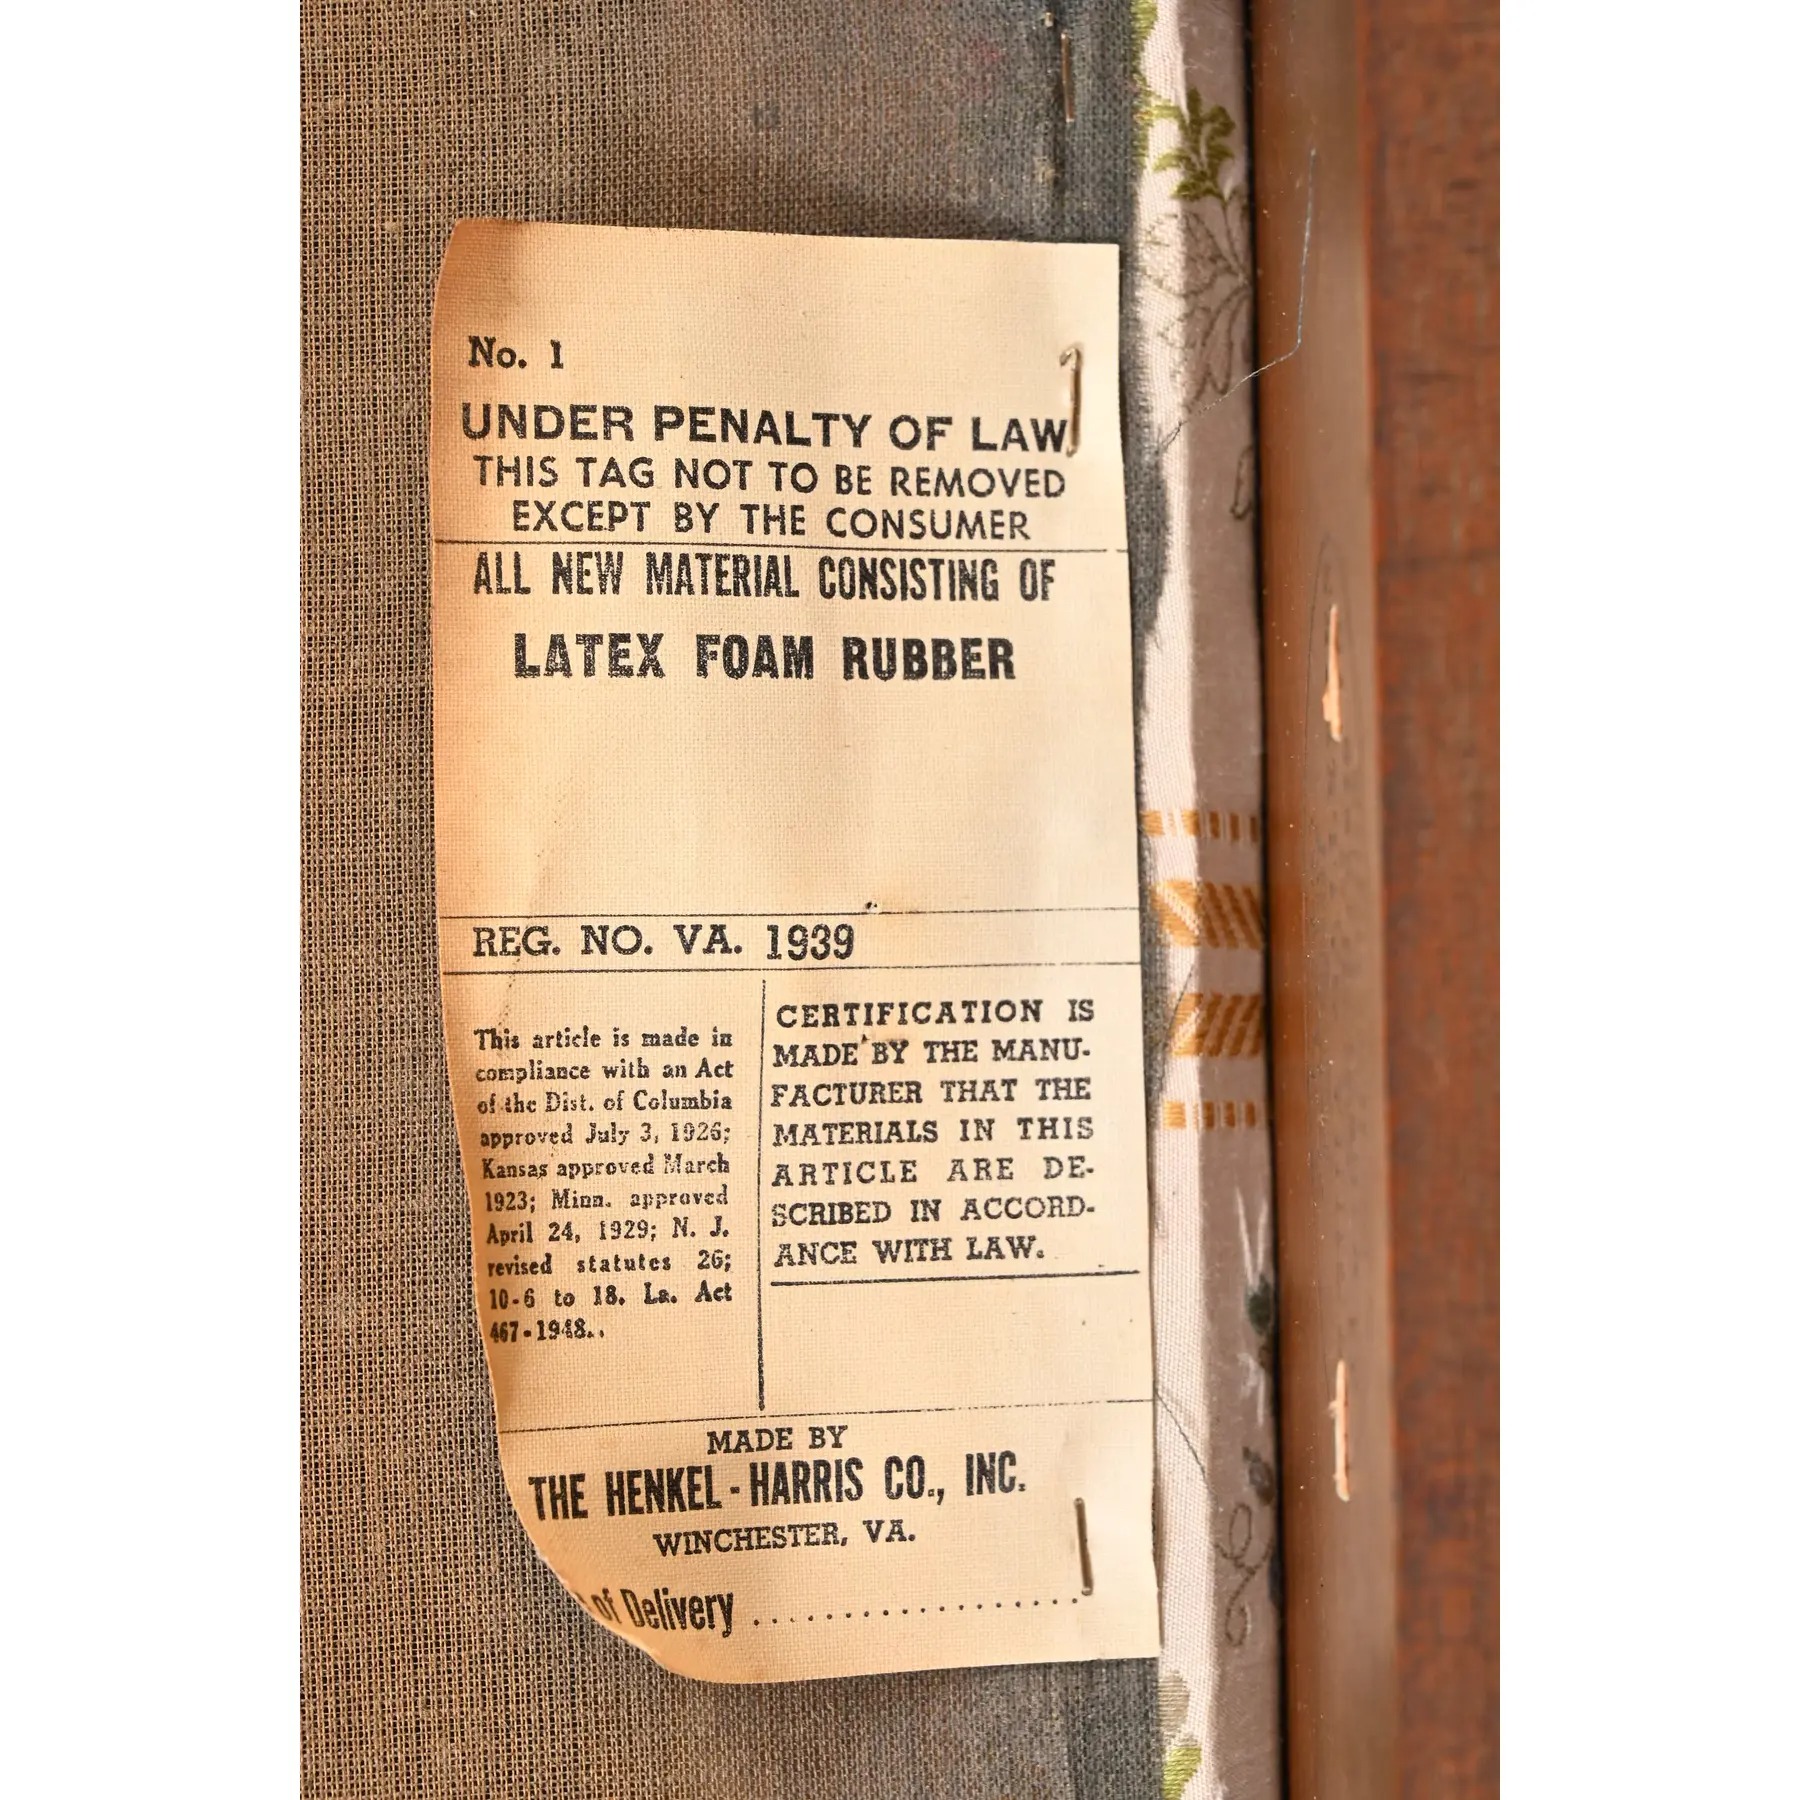 No. 1
UNDER PENALTY OF LAW
THIS TAG NOT TO BE REMOVED
EXCEPT BY THE CONSUMER
ALL NEW MATERIAL CONSISTING OF
LATEX FOAM RUBBER
REG. NO. VA. 1939
This article is made in
compliance with an Act
of the Dist. of Columbia
approved July 3, 1926;
Kansas approved March
1923; Minn. approved
April 24, 1929; N. J.
revised statutes 26;
10-6 to 18. La. Act
467-1948..
CERTIFICATION IS
MADE BY THE MANU-
FACTURER THAT THE
MATERIALS IN THIS
ARTICLE ARE DE-
SCRIBED IN ACCORD-
ANCE WITH LAW.
MADE BY
THE HENKEL-HARRIS CO., INC.
WINCHESTER, VA.
of Delivery ....................